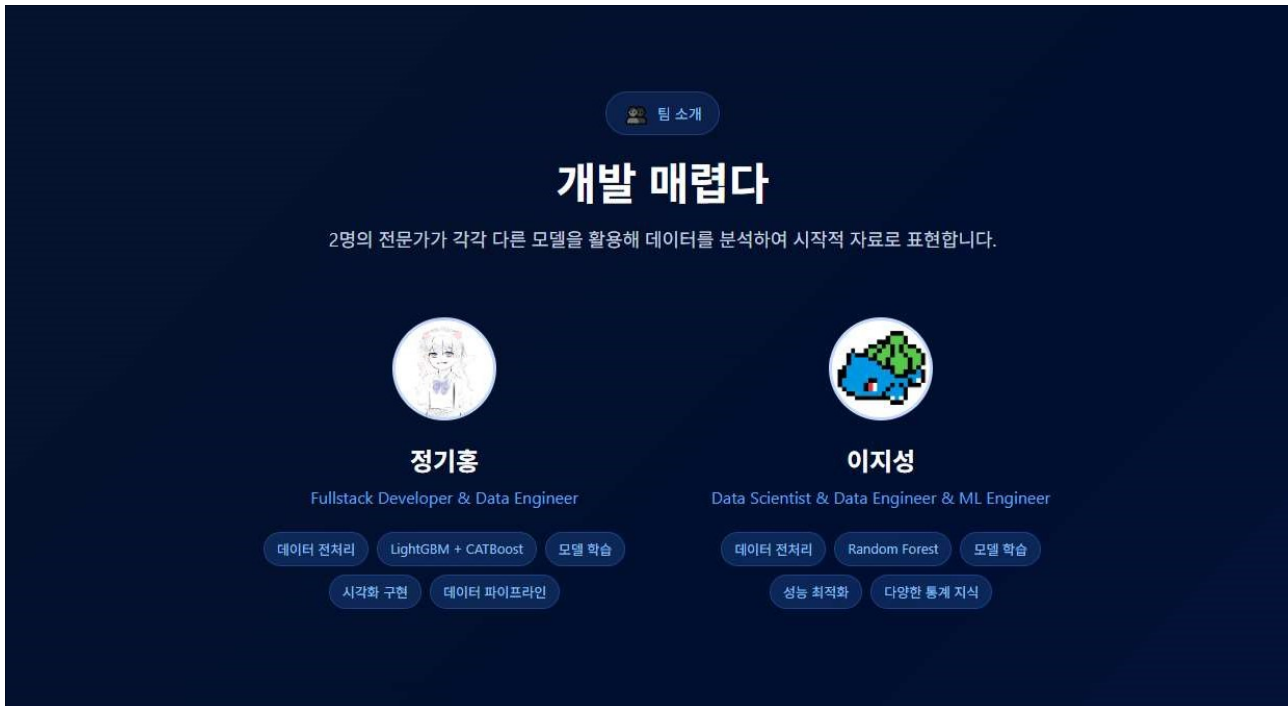 팀 소개
개발 매렵다
2명의 전문가가 각각 다른 모델을 활용해 데이터를 분석하여 시작적 자료로 표현합니다.
정기홍
Fullstack Developer & Data Engineer
데이터 전처리
LightGBM + CATBoost
모델 학습
시각화 구현
데이터 파이프라인
이지성
Data Scientist & Data Engineer & ML Engineer
데이터 전처리
Random Forest
모델 학습
성능 최적화
다양한 통계 지식